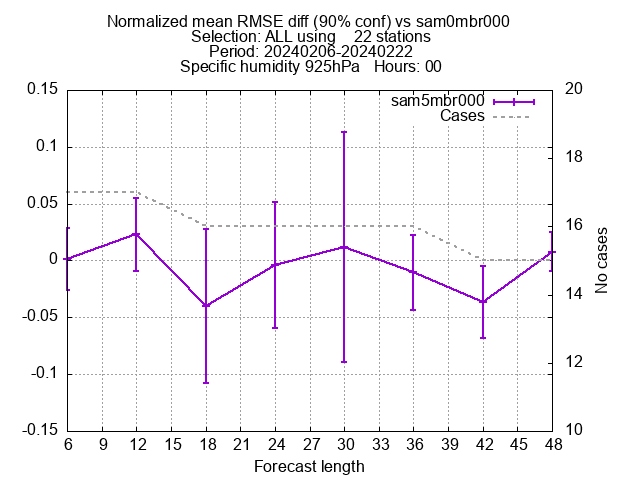 Normalized mean RMSE diff (90% conf) vs sam0mbr000
Selection: ALL using    22 stations
Period: 20240206-20240222
Specific humidity 925hPa   Hours: 00
sam5mbr000
Cases
0.15
0.1
0.05
0
-0.05
-0.1
-0.15
20
18
16
14
12
10
No cases
6 9 12 15 18 21 24 27 30 33 36 39 42 45 48
Forecast length